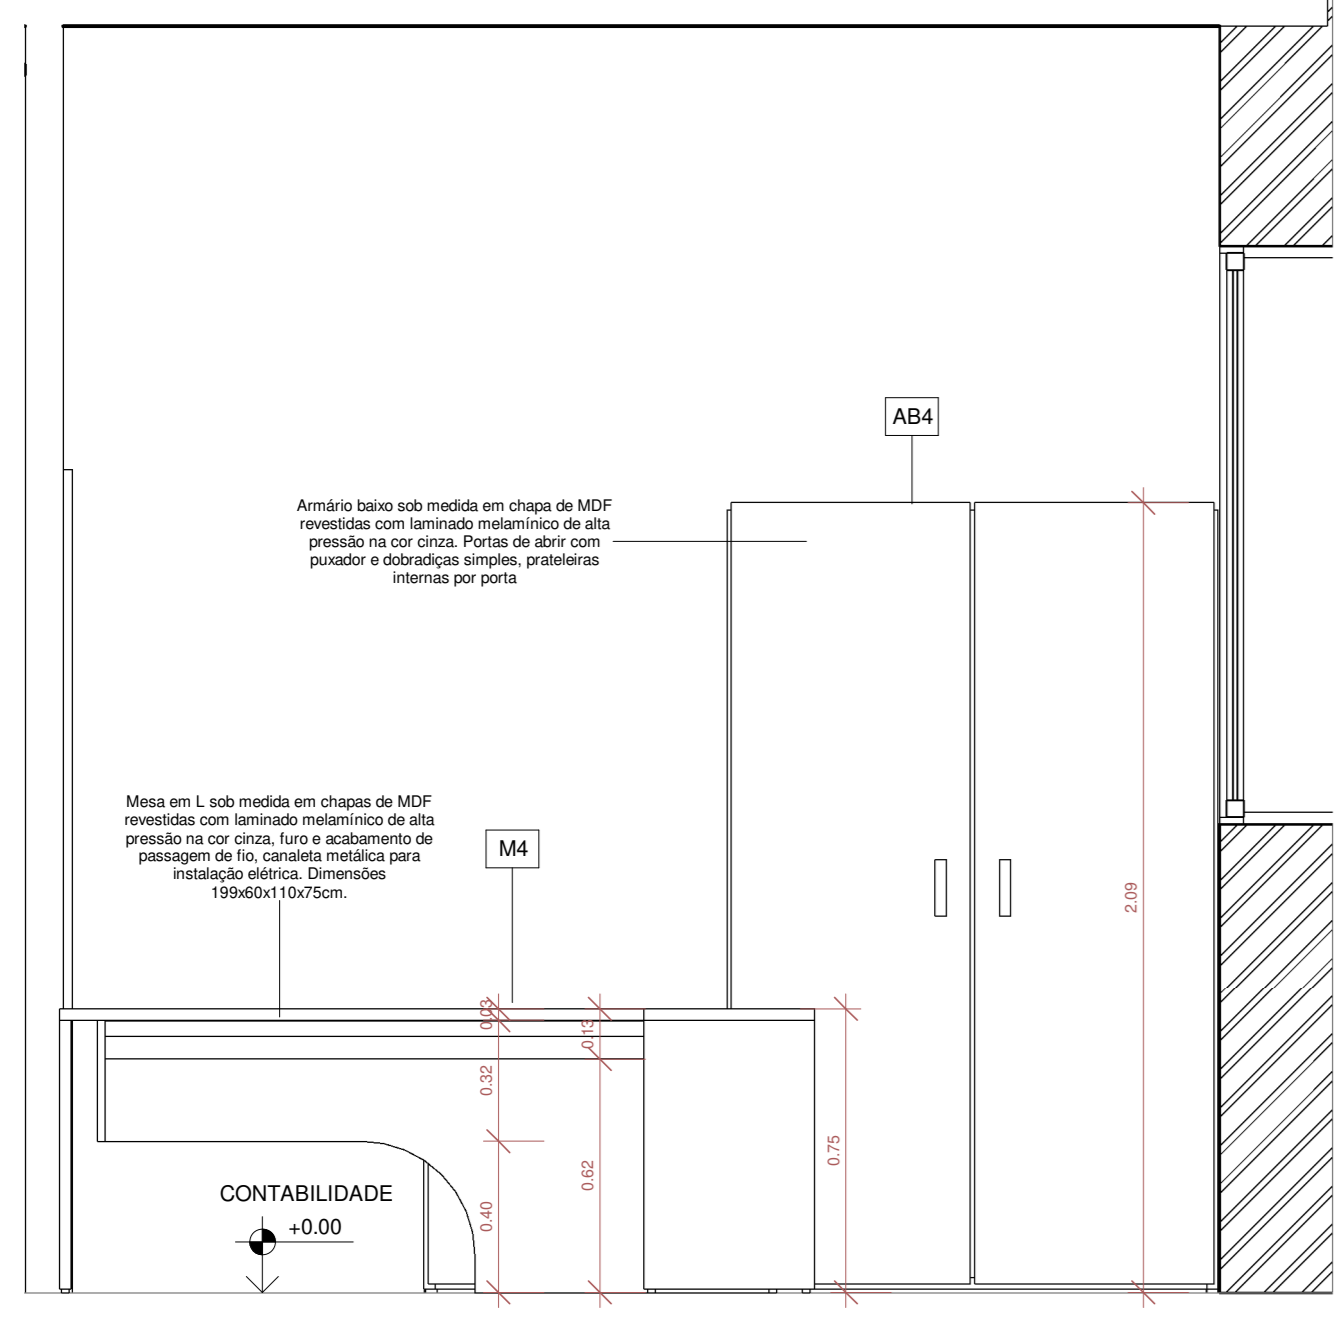 AB4
Armário baixo sob medida em chapa de MDF
revestidas com laminado melamínico de alta
pressão na cor cinza. Portas de abrir com
puxador e dobradiças simples, prateleiras
internas por porta
Mesa em L sob medida em chapas de MDF
revestidas com laminado melamínico de alta
pressão na cor cinza, furo e acabamento de
passagem de fio, canaleta metálica para
instalação elétrica. Dimensões
199x60x110x75cm.
M4
2.09
0.03
0.13
0.32
0.75
0.62
0.40
CONTABILIDADE
+0.00